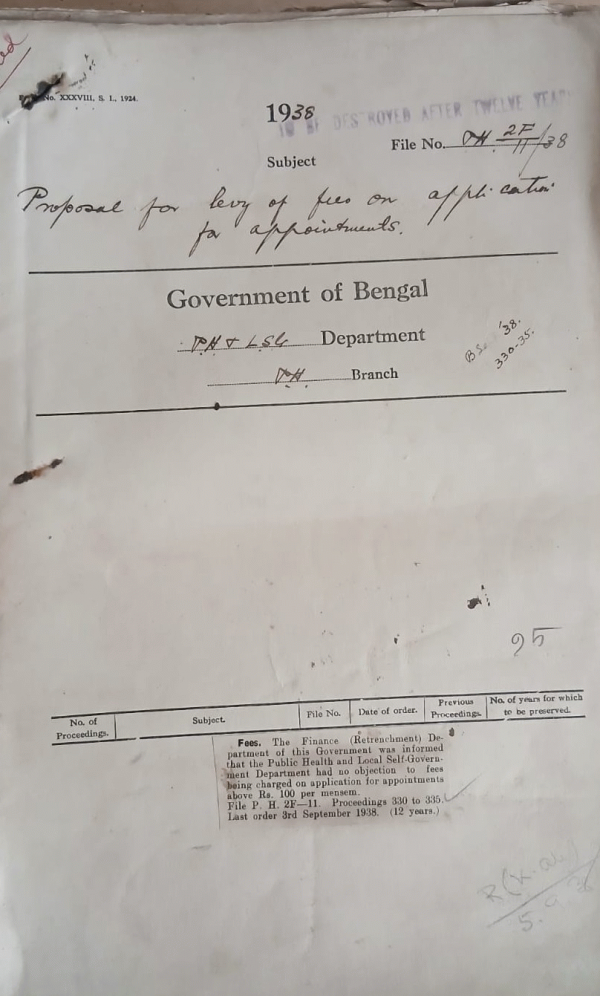 No. XXXVIII, S. I., 1924.
1938
TO BE DESTROYED AFTER TWELVE YEARS
File No. PH 2F/11/38
Subject
Proposal for levy of fees on application
for appointments.
Government of Bengal
P.H & LSG Department
P.H. Branch
B Sep '38.
330-35.
95
No. of Proceedings. Subject. File No. Date of order. Previous Proceedings. No. of years for which to be preserved.
Fees. The Finance (Retrenchment) De-
partment of this Government was informed
that the Public Health and Local Self-Govern-
ment Department had no objection to fees
being charged on application for appointments
above Rs. 100 per mensem.
File P. H. 2F—11. Proceedings 330 to 335.
Last order 3rd September 1938. (12 years.)